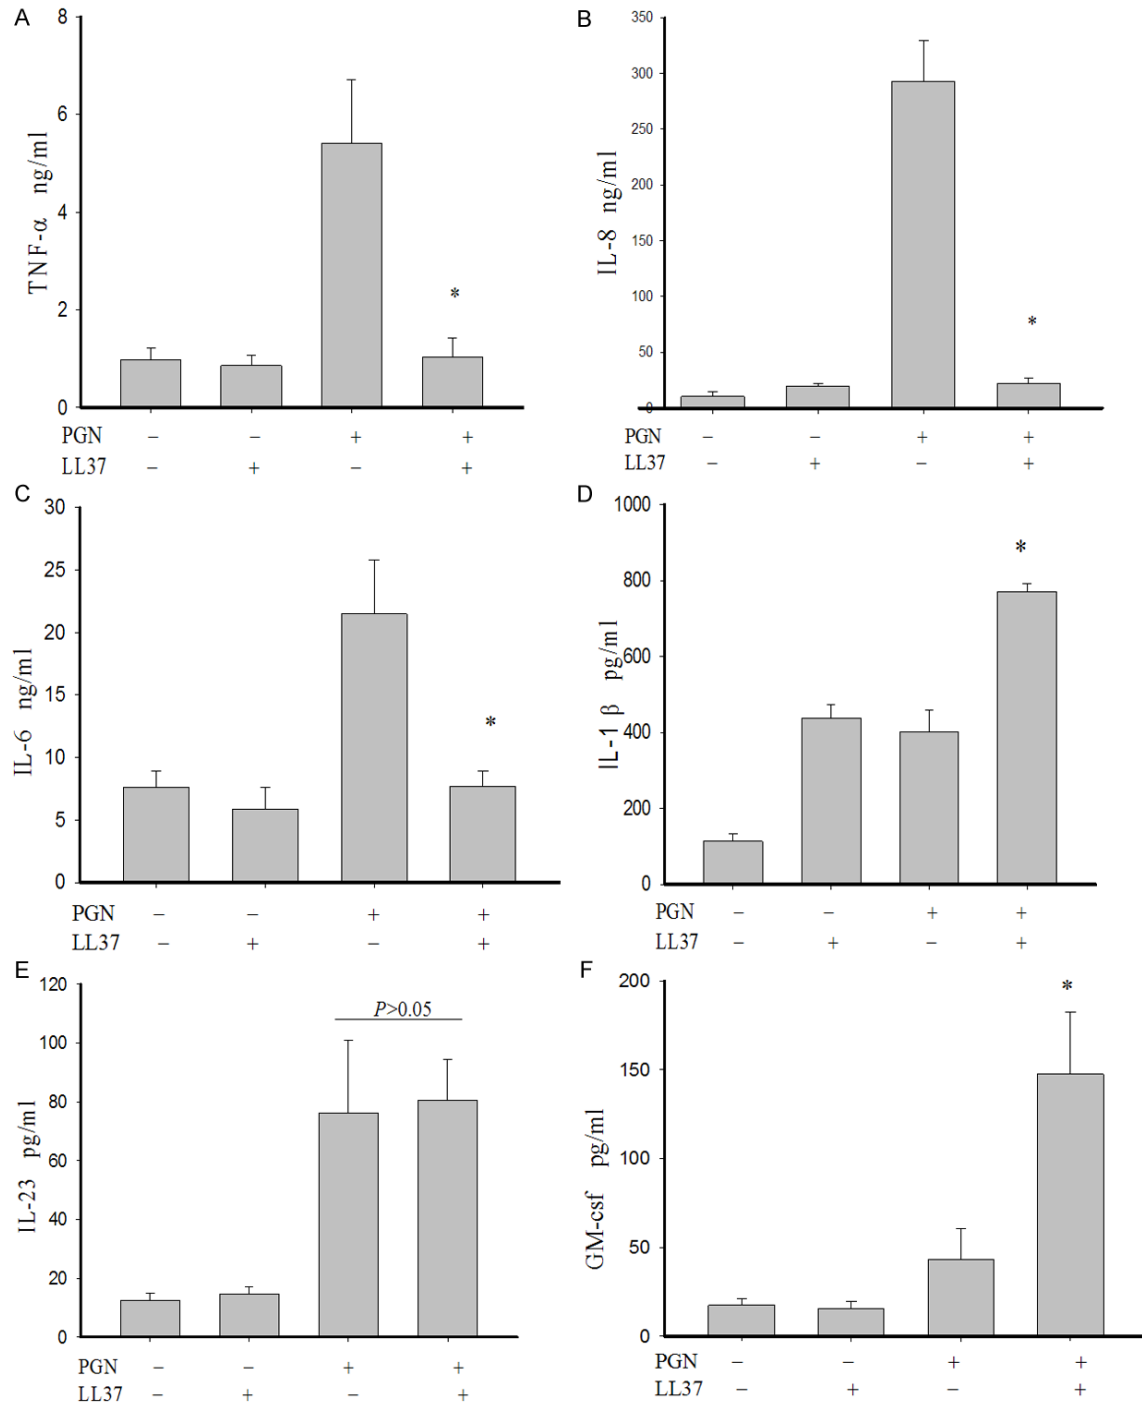 A
TNF-α ng/ml
8
6
4
2
0
PGN − − + +
LL37 − + − +
B
IL-8 ng/ml
350
300
250
200
150
100
50
0
PGN − − + +
LL37 − + − +
C
IL-6 ng/ml
30
25
20
15
10
5
0
PGN − − + +
LL37 − + − +
D
IL-1 β pg/ml
1000
800
600
400
200
0
PGN − − + +
LL37 − + − +
E
IL-23 pg/ml
120
100
80
60
40
20
0
P>0.05
PGN − − + +
LL37 − + − +
F
GM-csf pg/ml
200
150
100
50
0
PGN − − + +
LL37 − + − +
*
*
*
*
*